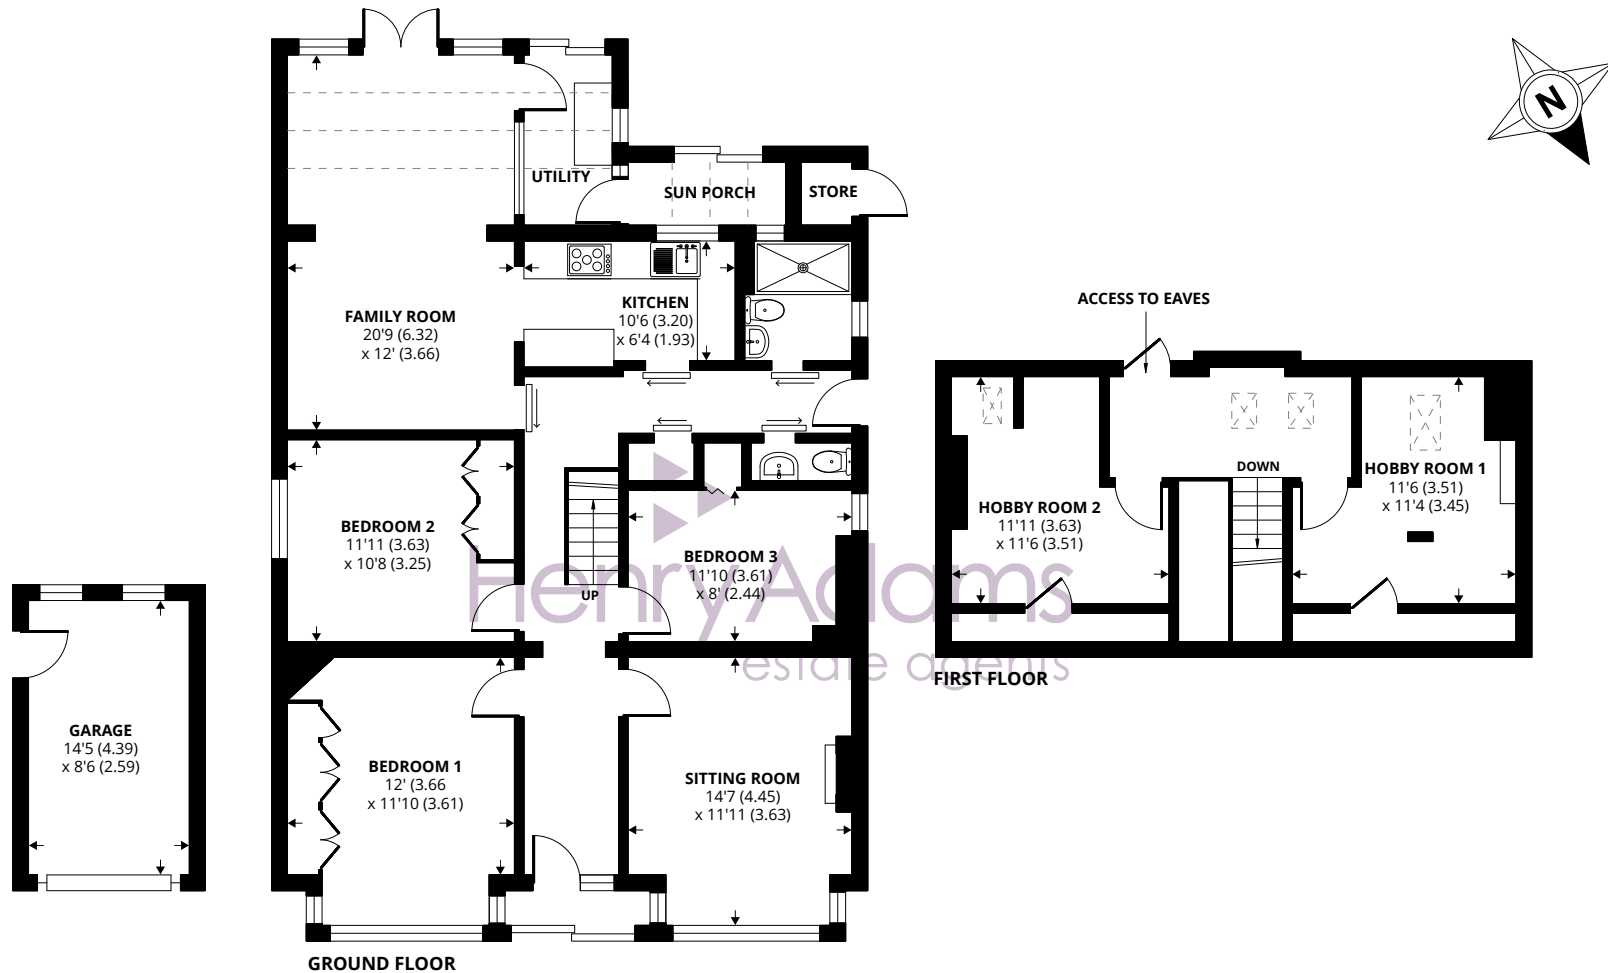 N
UTILITY
SUN PORCH
STORE
FAMILY ROOM
20'9 (6.32)
x 12' (3.66)
KITCHEN
10'6 (3.20)
x 6'4 (1.93)
ACCESS TO EAVES
BEDROOM 2
11'11 (3.63)
x 10'8 (3.25)
UP
BEDROOM 3
11'10 (3.61)
x 8' (2.44)
HenryAdams
estate agents
HOBBY ROOM 2
11'11 (3.63)
x 11'6 (3.51)
DOWN
HOBBY ROOM 1
11'6 (3.51)
x 11'4 (3.45)
FIRST FLOOR
GARAGE
14'5 (4.39)
x 8'6 (2.59)
BEDROOM 1
12' (3.66
x 11'10 (3.61)
SITTING ROOM
14'7 (4.45)
x 11'11 (3.63)
GROUND FLOOR